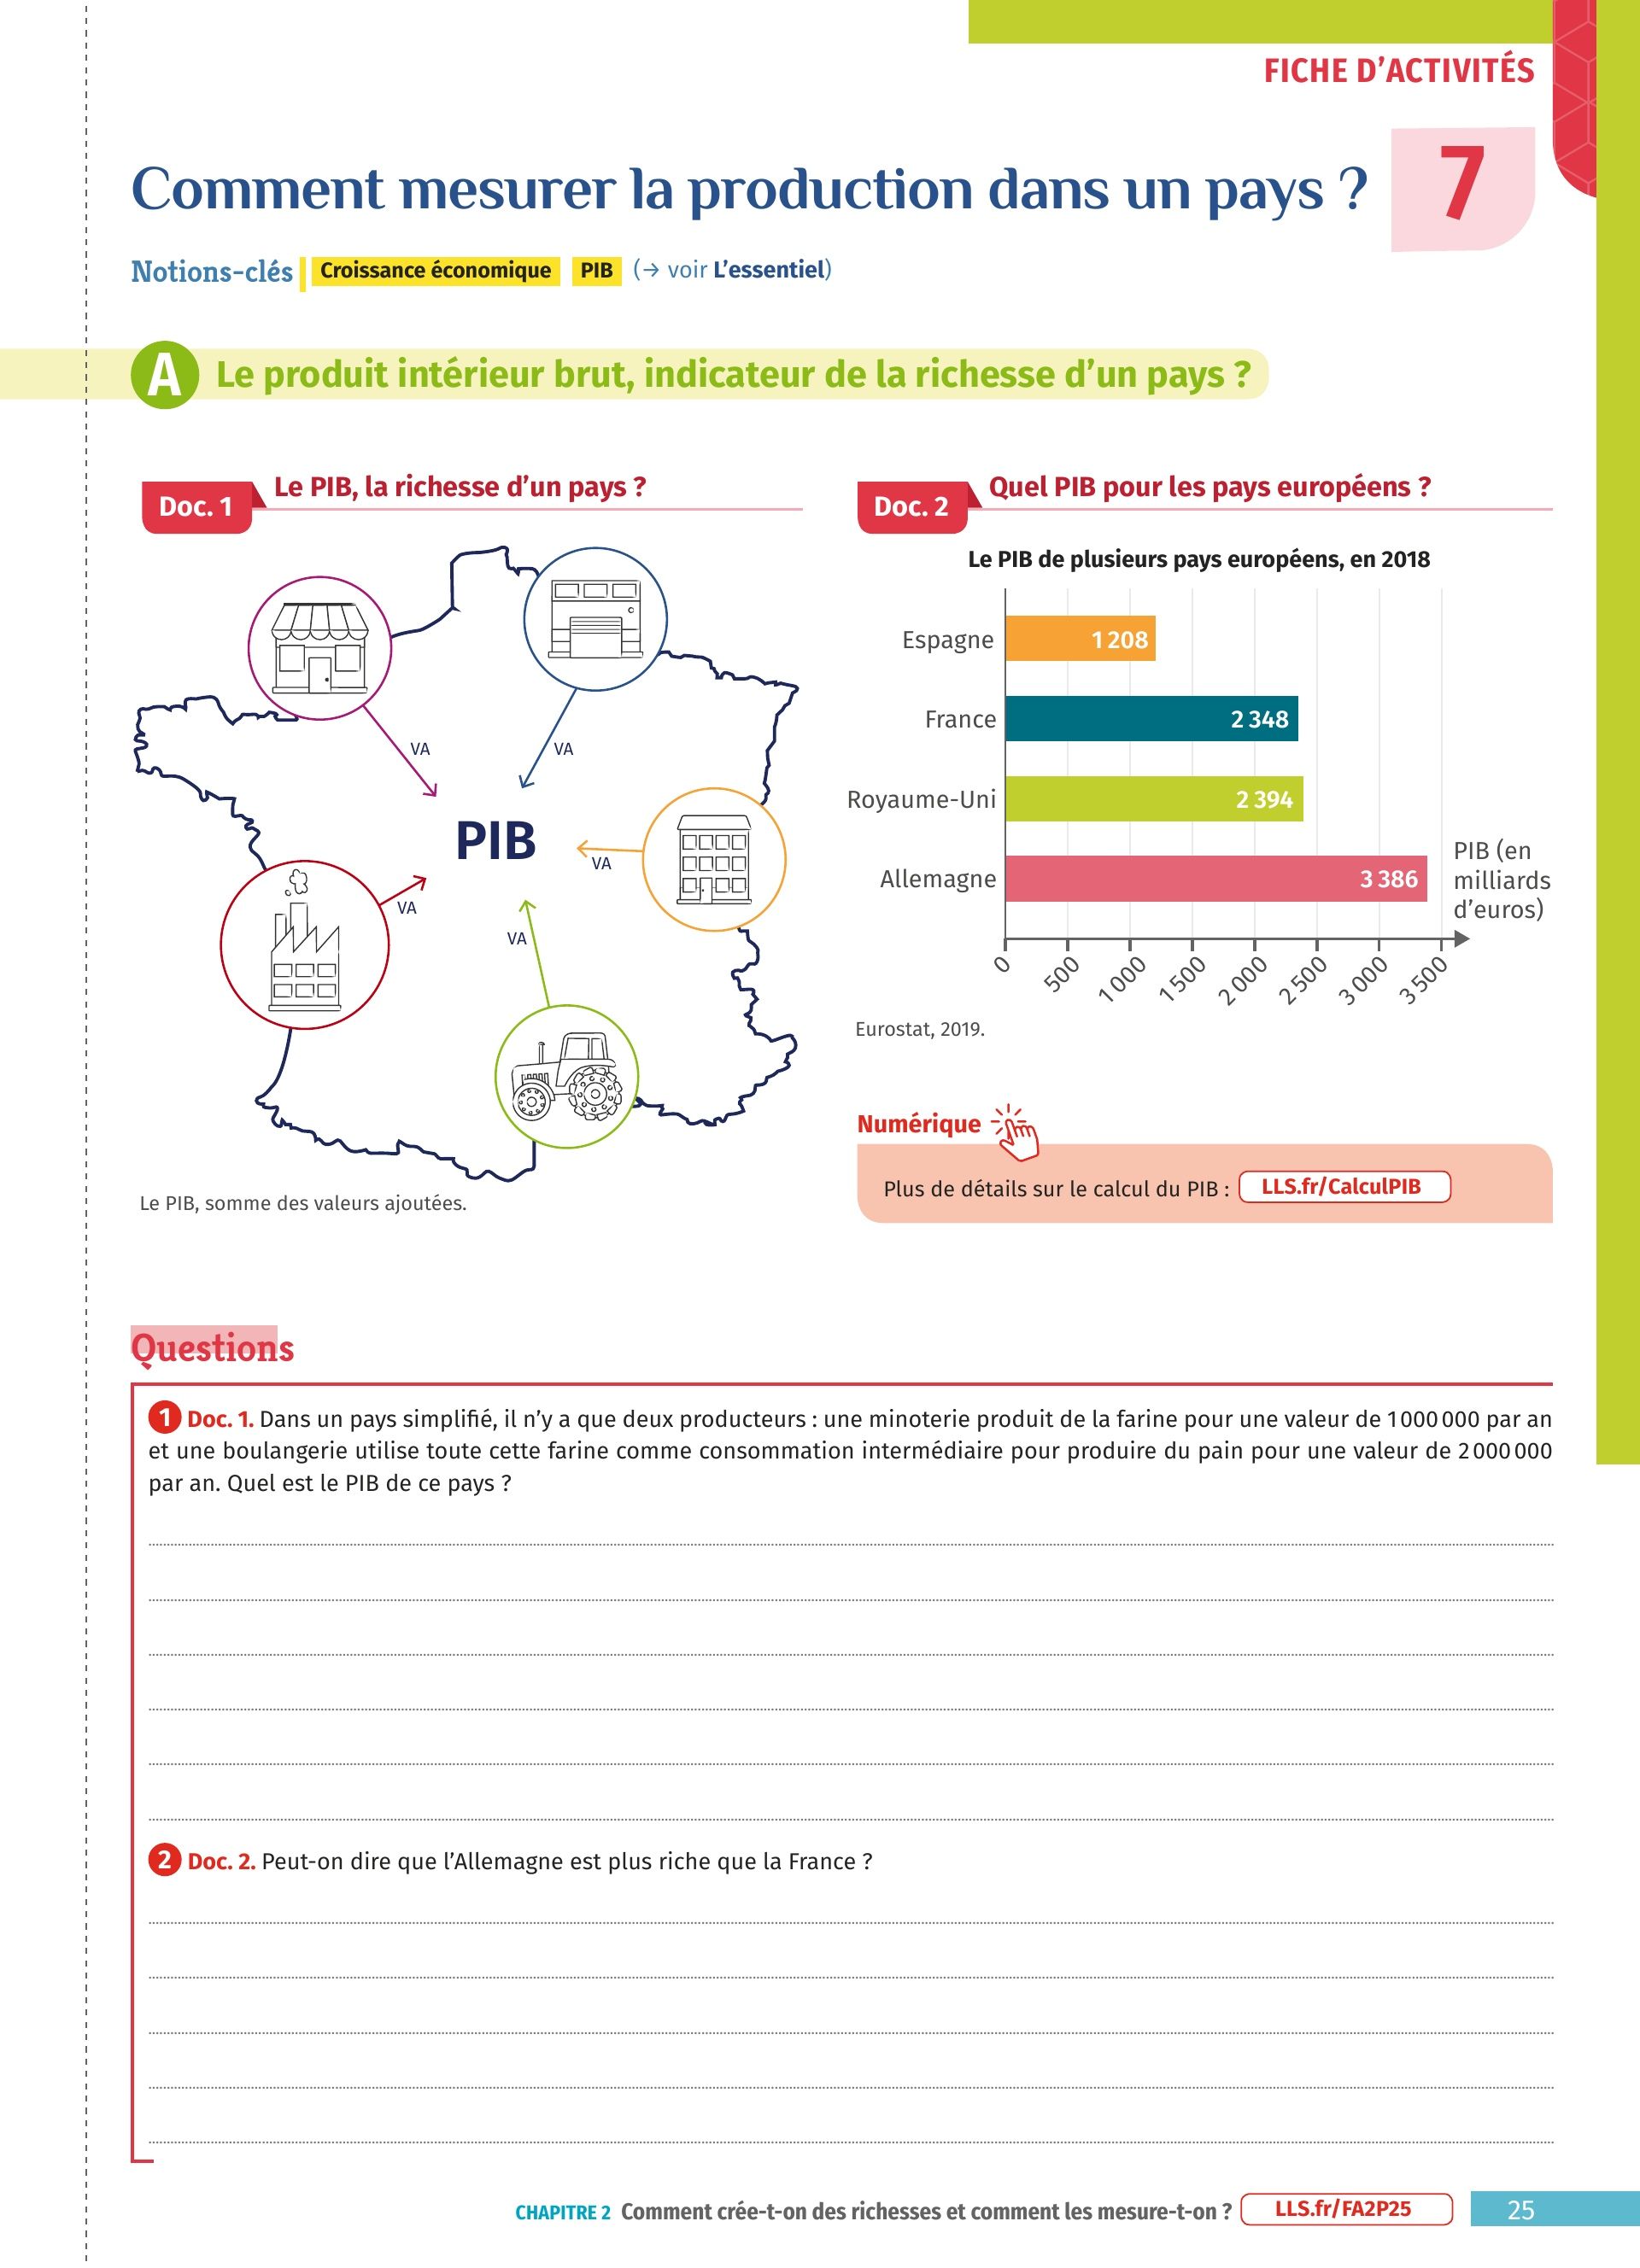 FICHE D'ACTIVITÉS
Comment mesurer la production dans un pays ?
7
Notions-clés Croissance économique PIB (→ voir L'essentiel)
A Le produit intérieur brut, indicateur de la richesse d'un pays ?
Doc. 1 Le PIB, la richesse d'un pays ?
VA
VA
PIB
VA
VA
VA
Le PIB, somme des valeurs ajoutées.
Doc. 2 Quel PIB pour les pays européens ?
Le PIB de plusieurs pays européens, en 2018
Espagne 1 208
France 2 348
Royaume-Uni 2 394
Allemagne 3 386
PIB (en
milliards
d'euros)
0 500 1 000 1 500 2 000 2 500 3 000 3 500
Eurostat, 2019.
Numérique
Plus de détails sur le calcul du PIB : LLS.fr/CalculPIB
Questions
1 Doc. 1. Dans un pays simplifié, il n'y a que deux producteurs : une minoterie produit de la farine pour une valeur de 1 000 000 par an
et une boulangerie utilise toute cette farine comme consommation intermédiaire pour produire du pain pour une valeur de 2 000 000
par an. Quel est le PIB de ce pays ?
2 Doc. 2. Peut-on dire que l'Allemagne est plus riche que la France ?
CHAPITRE 2 Comment crée-t-on des richesses et comment les mesure-t-on ? LLS.fr/FA2P25 25